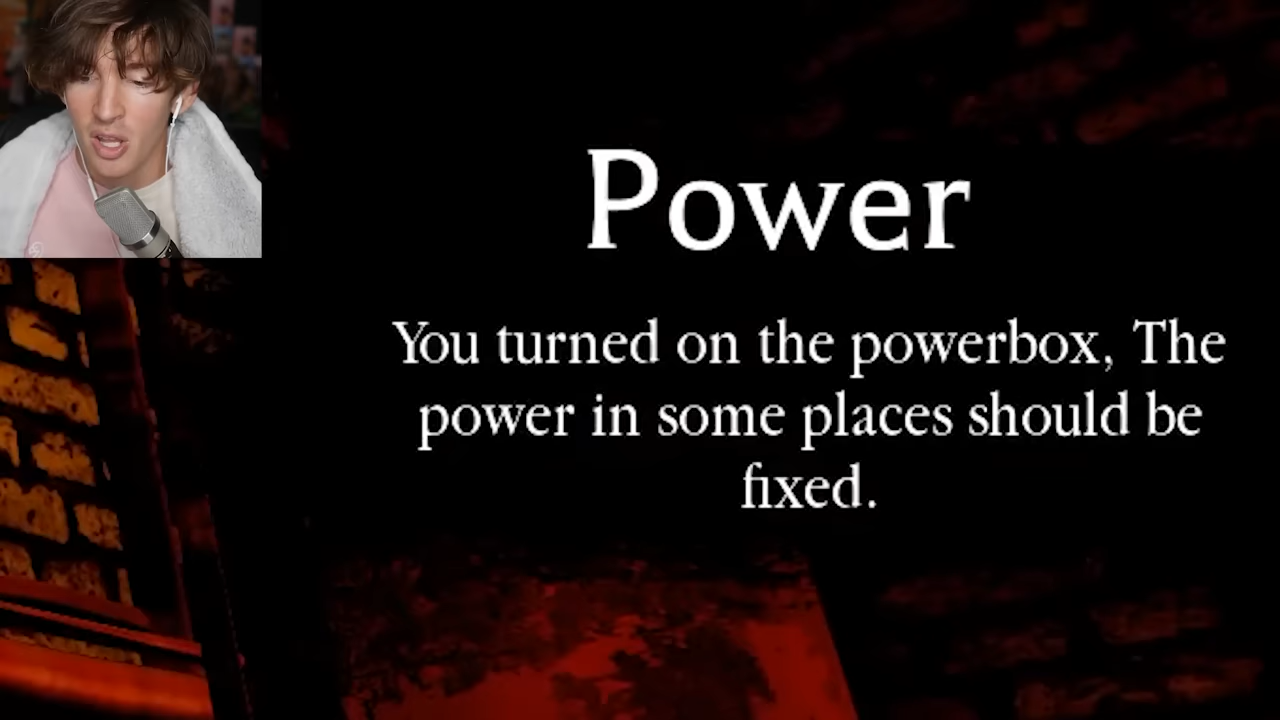 Power
You turned on the powerbox, The
power in some places should be
fixed.